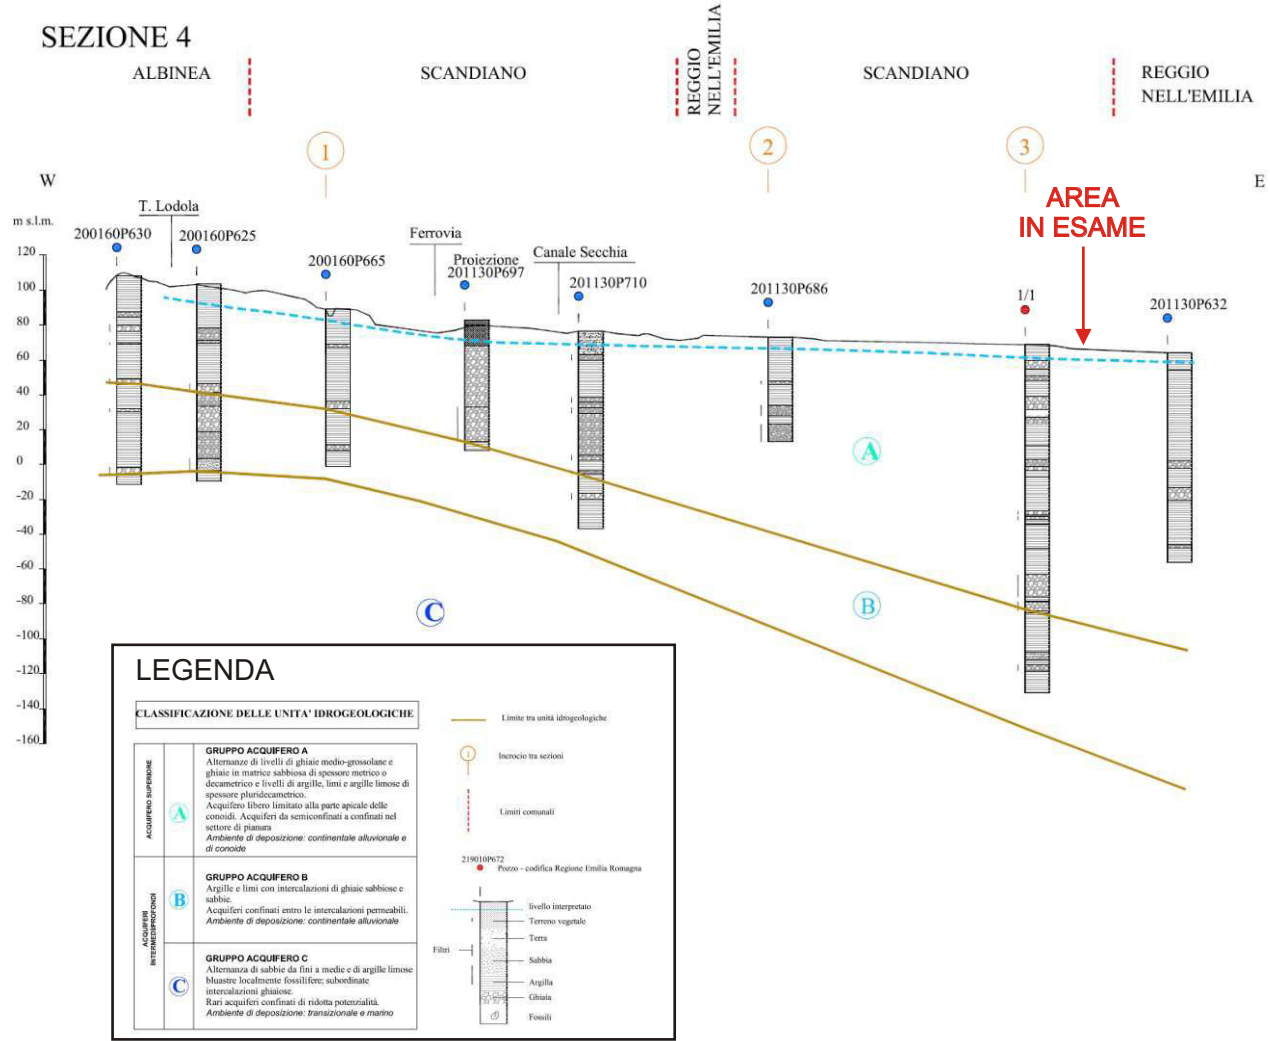 SEZIONE 4
ALBINEA
SCANDIANO
REGGIO
NELL'EMILIA
SCANDIANO
REGGIO
NELL'EMILIA
1
2
3
W
E
AREA
IN ESAME
m s.l.m.
T. Lodola
200160P630
200160P625
200160P665
Ferrovia
Proiezione
201130P697
Canale Secchia
201130P710
201130P686
1/1
201130P632
120
100
80
60
40
20
0
-20
-40
-60
-80
-100
-120
-140
-160
A
B
C
LEGENDA
CLASSIFICAZIONE DELLE UNITA' IDROGEOLOGICHE
ACQUIFERO SUPERIORE
A
GRUPPO ACQUIFERO A
Alternanze di livelli di ghiaie medio-grossolane e
ghiaie in matrice sabbiosa di spessore metrico o
decametrico e livelli di argille, limi e argille limose di
spessore pluridecametrico.
Acquifero libero limitato alla parte apicale delle
conoidi. Acquiferi da semiconfinati a confinati nel
settore di pianura
Ambiente di deposizione: continentale alluvionale e
di conoide
ACQUIFERI
INTERMEDI/PROFONDI
B
GRUPPO ACQUIFERO B
Argille e limi con intercalazioni di ghiaie sabbiose e
sabbie.
Acquiferi confinati entro le intercalazioni permeabili.
Ambiente di deposizione: continentale alluvionale
C
GRUPPO ACQUIFERO C
Alternanza di sabbie da fini a medie e di argille limose
bluastre localmente fossilifere; subordinate
intercalazioni ghiaiose.
Rari acquiferi confinati di ridotta potenzialità.
Ambiente di deposizione: transizionale e marino
Limite tra unità idrogeologiche
1
Incrocio tra sezioni
Limiti comunali
219010P672
Pozzo - codifica Regione Emilia Romagna
livello interpretato
Terreno vegetale
Terra
Filtri
Sabbia
Argilla
Ghiaia
Fossili